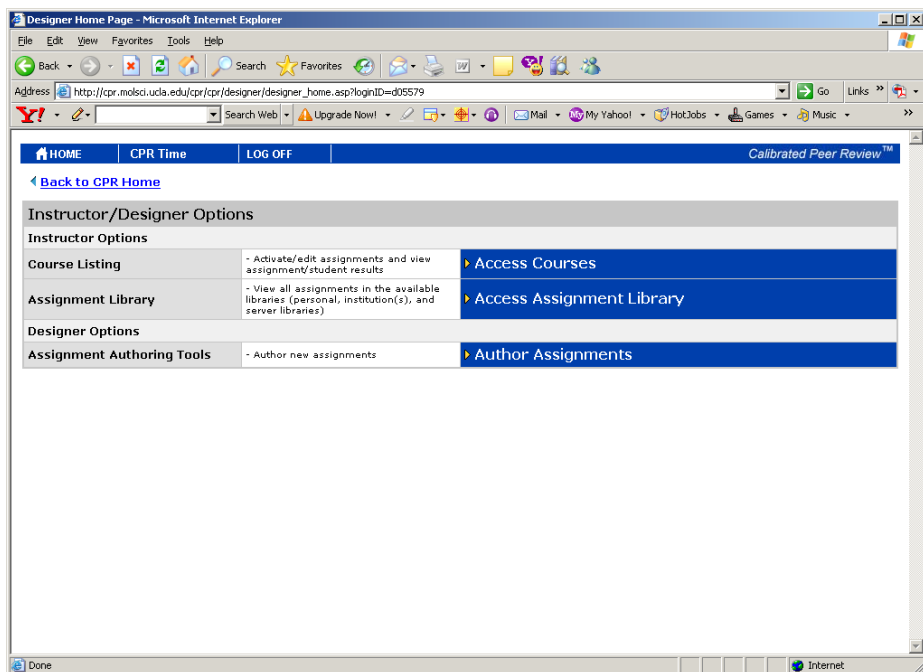 Designer Home Page - Microsoft Internet Explorer
File Edit View Favorites Tools Help
Back Search Favorites
Address http://cpr.molsci.ucla.edu/cpr/cpr/designer/designer_home.asp?loginID=d05579 Go Links »
Y! Search Web Upgrade Now! Mail My Yahoo! HotJobs Games Music »
HOME CPR Time LOG OFF Calibrated Peer Review™
Back to CPR Home
Instructor/Designer Options
Instructor Options
Course Listing
- Activate/edit assignments and view
assignment/student results
Access Courses
Assignment Library
- View all assignments in the available
libraries (personal, institution(s), and
server libraries)
Access Assignment Library
Designer Options
Assignment Authoring Tools
- Author new assignments
Author Assignments
Done Internet